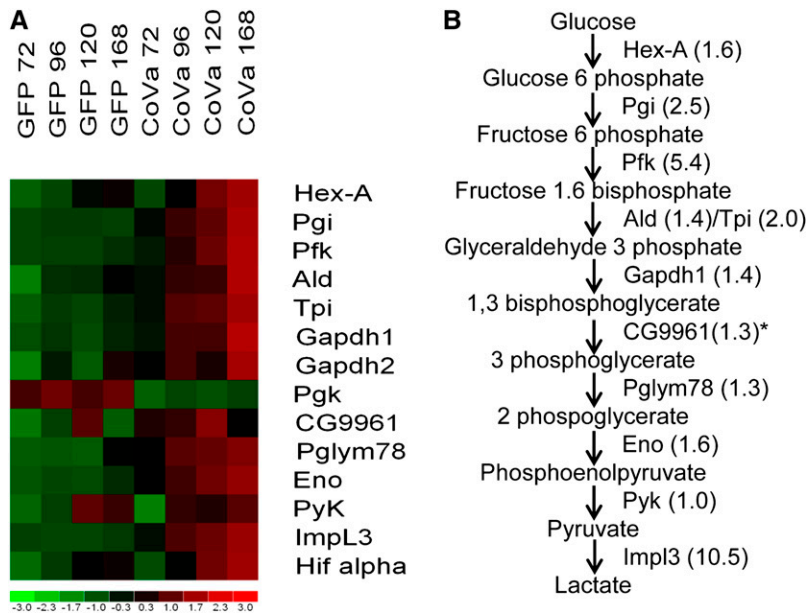 A
GFP 72
GFP 96
GFP 120
GFP 168
CoVa 72
CoVa 96
CoVa 120
CoVa 168
Hex-A
Pgi
Pfk
Ald
Tpi
Gapdh1
Gapdh2
Pgk
CG9961
Pglym78
Eno
PyK
ImpL3
Hif alpha
-3.0 -2.3 -1.7 -1.0 -0.3 0.3 1.0 1.7 2.3 3.0
B
Glucose
Hex-A (1.6)
Glucose 6 phosphate
Pgi (2.5)
Fructose 6 phosphate
Pfk (5.4)
Fructose 1.6 bisphosphate
Ald (1.4)/Tpi (2.0)
Glyceraldehyde 3 phosphate
Gapdh1 (1.4)
1,3 bisphosphoglycerate
CG9961(1.3)*
3 phosphoglycerate
Pglym78 (1.3)
2 phospoglycerate
Eno (1.6)
Phosphoenolpyruvate
Pyk (1.0)
Pyruvate
Impl3 (10.5)
Lactate